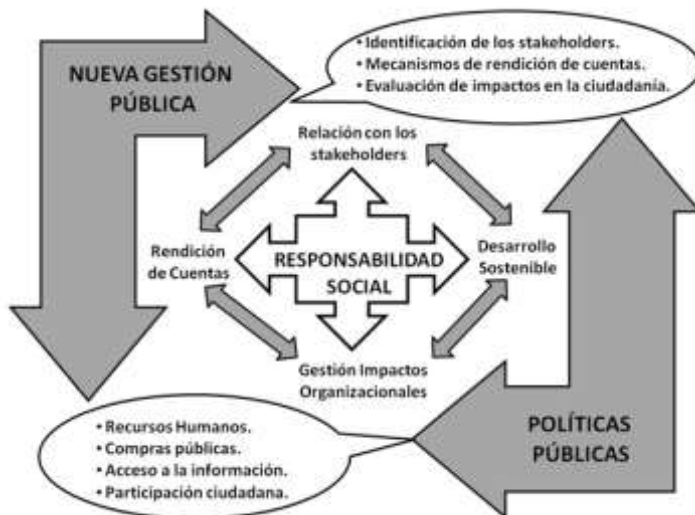 NUEVA GESTIÓN
PÚBLICA
• Identificación de los stakeholders.
• Mecanismos de rendición de cuentas.
• Evaluación de impactos en la ciudadanía.
Relación con los
stakeholders
Rendición
de Cuentas
RESPONSABILIDAD
SOCIAL
Desarrollo
Sostenible
Gestión Impactos
Organizacionales
• Recursos Humanos.
• Compras públicas.
• Acceso a la información.
• Participación ciudadana.
POLÍTICAS
PÚBLICAS